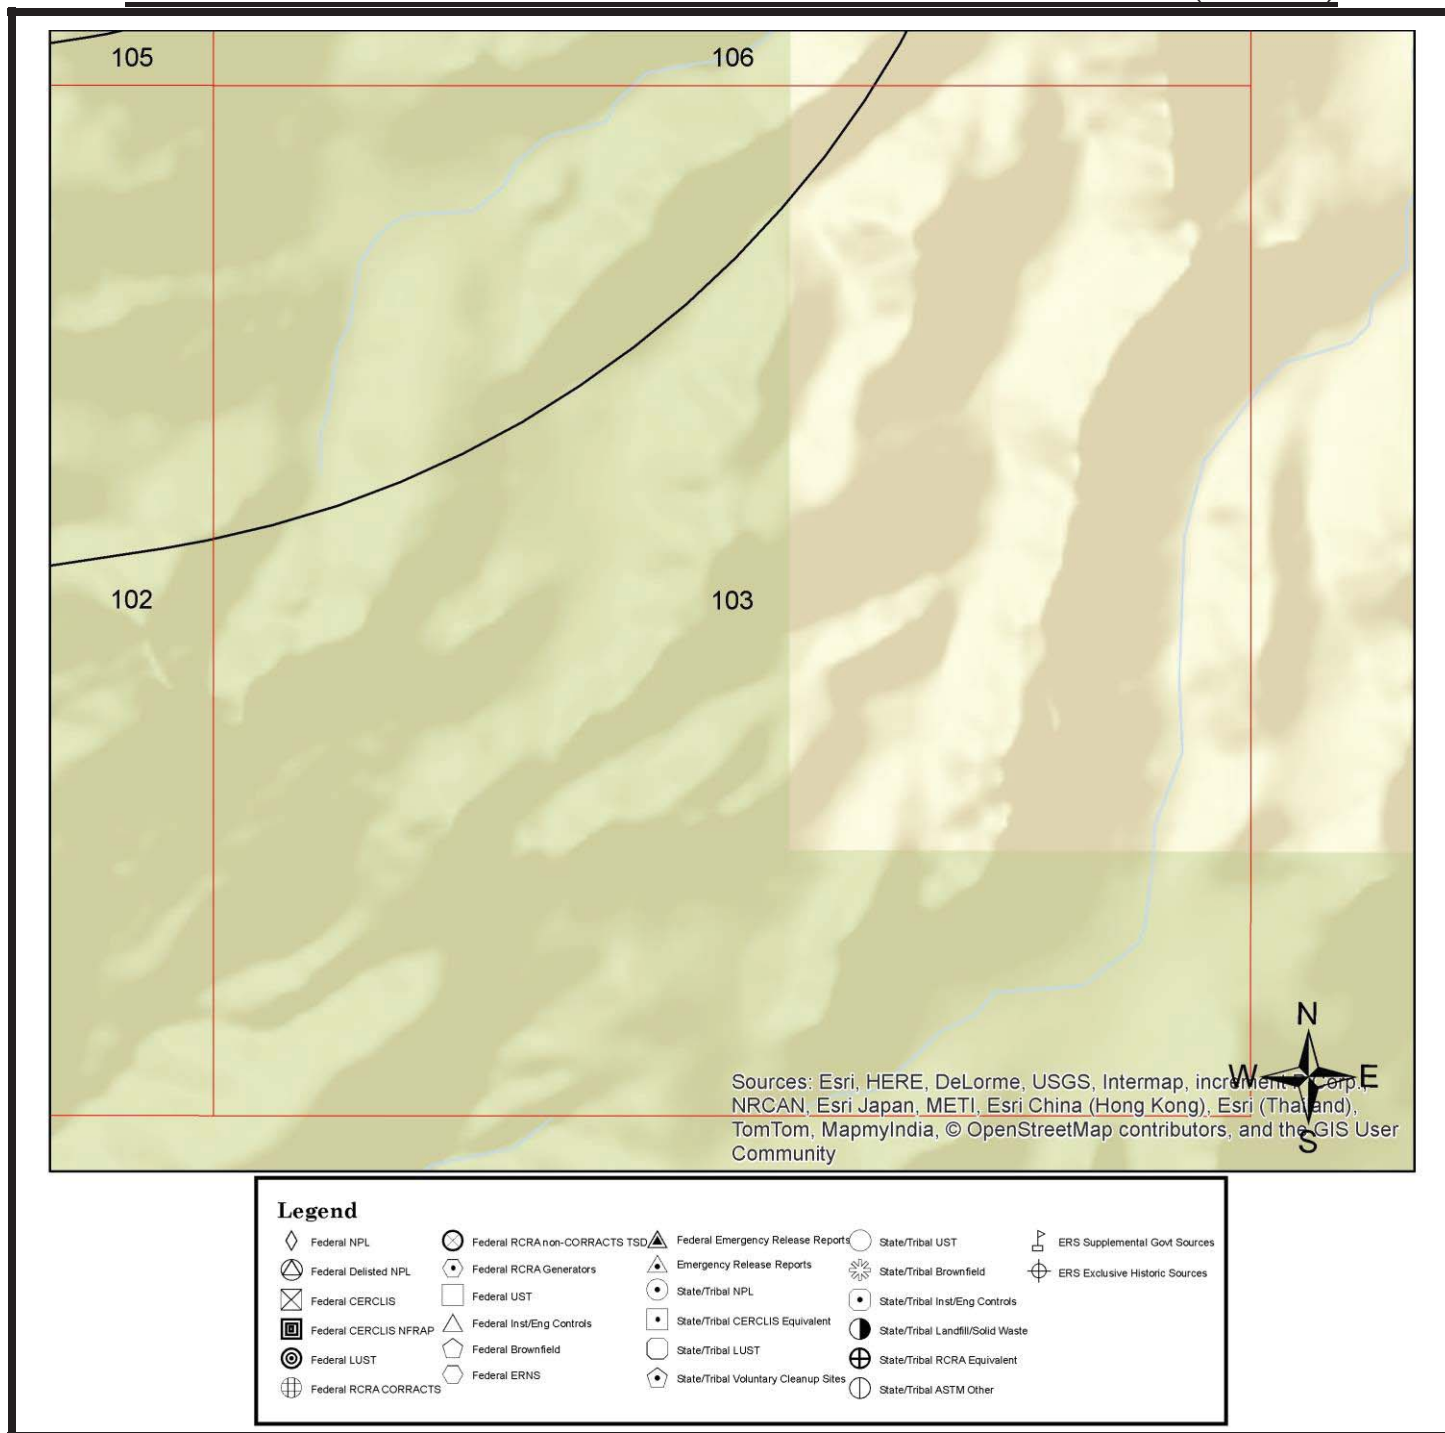 105
106
102
103
N
W
E
S
Sources: Esri, HERE, DeLorme, USGS, Intermap, increment P Corp.,
NRCAN, Esri Japan, METI, Esri China (Hong Kong), Esri (Thailand),
TomTom, MapmyIndia, © OpenStreetMap contributors, and the GIS User
Community
Legend
Federal NPL
Federal Delisted NPL
Federal CERCLIS
Federal CERCLIS NFRAP
Federal LUST
Federal RCRA CORRACTS
Federal RCRA non-CORRACTS TSD
Federal RCRA Generators
Federal UST
Federal Inst/Eng Controls
Federal Brownfield
Federal ERNS
Federal Emergency Release Reports
Emergency Release Reports
State/Tribal NPL
State/Tribal CERCLIS Equivalent
State/Tribal LUST
State/Tribal Voluntary Cleanup Sites
State/Tribal UST
State/Tribal Brownfield
State/Tribal Inst/Eng Controls
State/Tribal Landfill/Solid Waste
State/Tribal RCRA Equivalent
State/Tribal ASTM Other
ERS Supplemental Govt Sources
ERS Exclusive Historic Sources